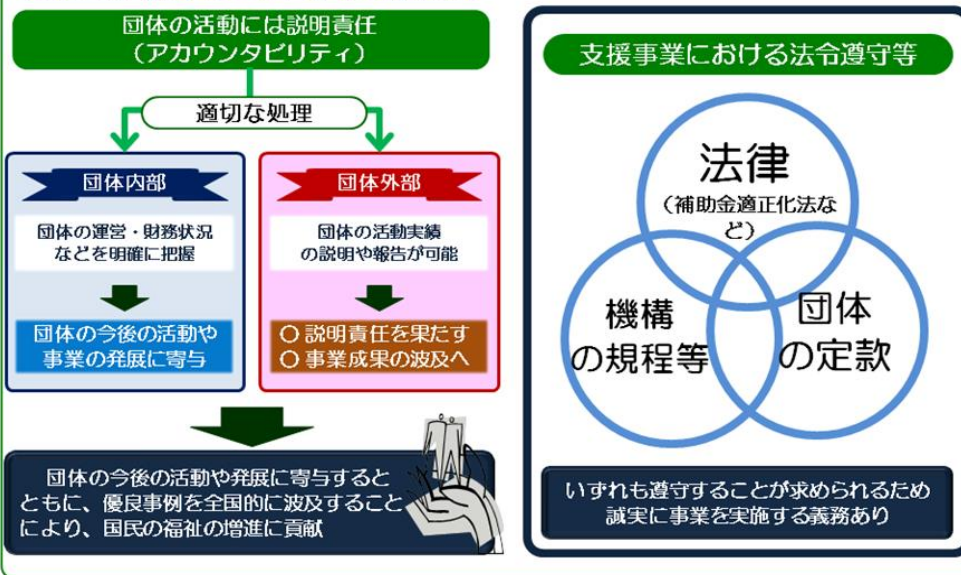 団体の活動には説明責任
（アカウンタビリティ）
適切な処理
団体内部
団体の運営・財務状況
などを明確に把握
団体の今後の活動や
事業の発展に寄与
団体外部
団体の活動実績
の説明や報告が可能
○ 説明責任を果たす
○ 事業成果の波及へ
団体の今後の活動や発展に寄与すると
ともに、優良事例を全国的に波及すること
により、国民の福祉の増進に貢献
支援事業における法令遵守等
法律
（補助金適正化法な
ど）
機構
の規程等
団体
の定款
いずれも遵守することが求められるため
誠実に事業を実施する義務あり